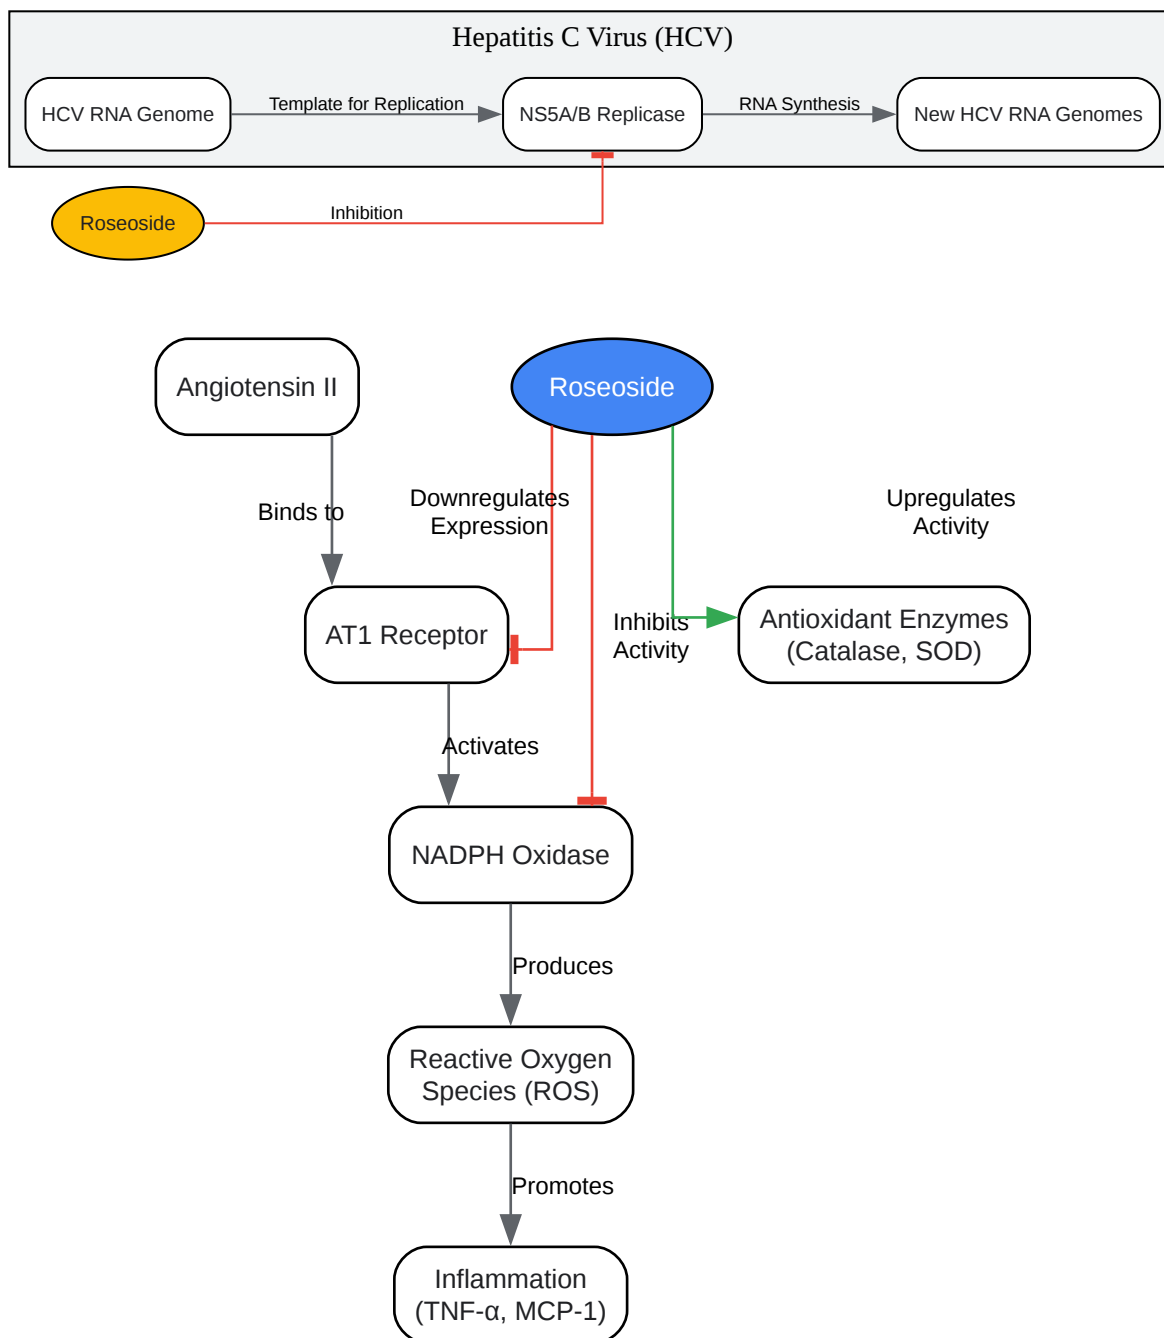 Hepatitis C Virus (HCV)
HCV RNA Genome
Template for Replication
NS5A/B Replicase
RNA Synthesis
New HCV RNA Genomes
Roseoside
Inhibition
Angiotensin II
Roseoside
Binds to
Downregulates
Expression
Upregulates
Activity
AT1 Receptor
Inhibits
Activity
Antioxidant Enzymes
(Catalase, SOD)
Activates
NADPH Oxidase
Produces
Reactive Oxygen
Species (ROS)
Promotes
Inflammation
(TNF-α, MCP-1)